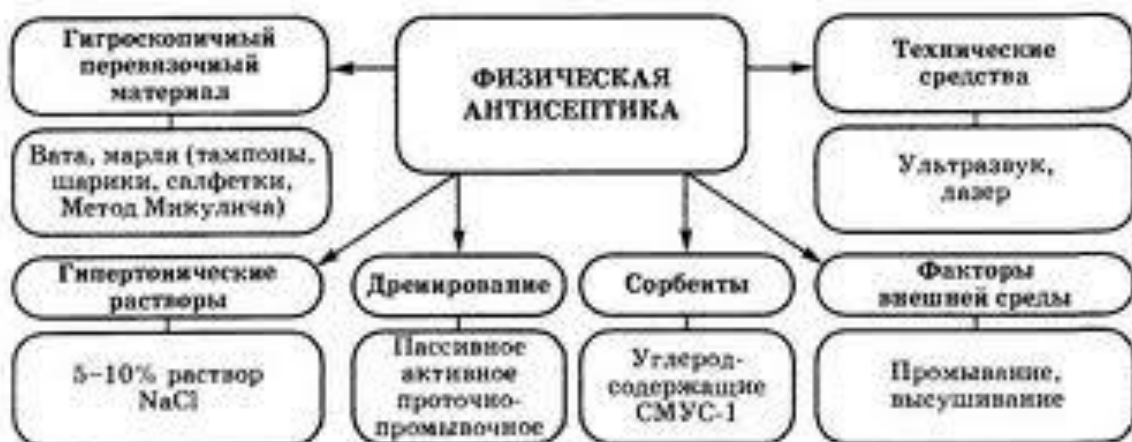 Гигроскопичный
перевязочный
материал
ФИЗИЧЕСКАЯ
АНТИСЕПТИКА
Технические
средства
Вата, марля (тампоны,
шарики, салфетки,
Метод Микулича)
Ультразвук,
лазер
Гипертонические
растворы
Дренирование
Сорбенты
Факторы
внешней среды
5–10% раствор
NaCl
Пассивное
активное
проточно-
промывочное
Углерод-
содержащие
СМУС-1
Промывание,
высушивание